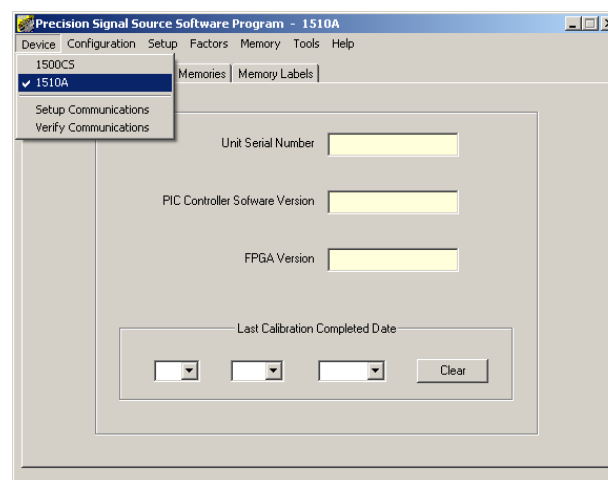 Precision Signal Source Software Program - 1510A
Device Configuration Setup Factors Memory Tools Help
1500CS
1510A
Setup Communications
Verify Communications
Memories Memory Labels
Unit Serial Number
PIC Controller Sofware Version
FPGA Version
Last Calibration Completed Date
Clear